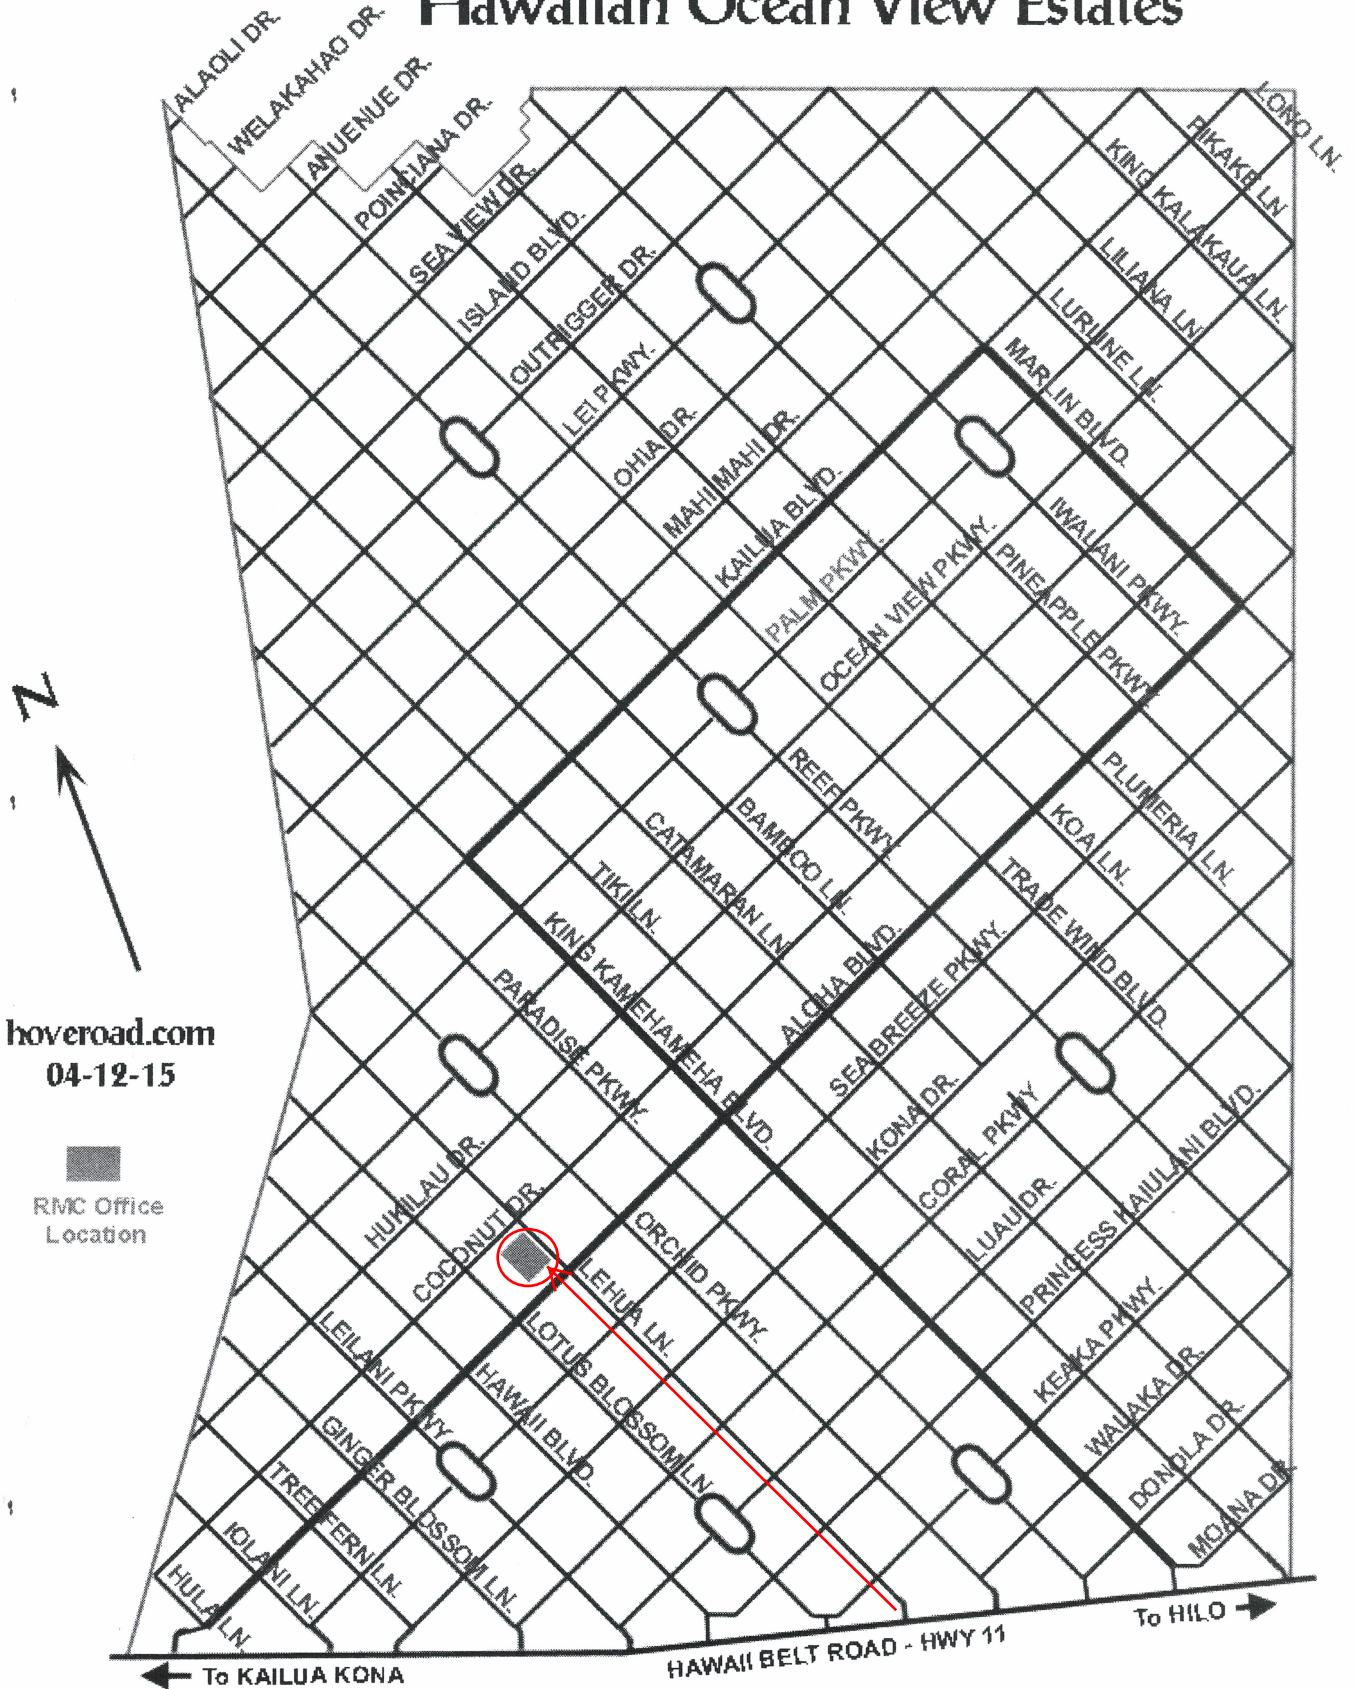 Hawaiian Ocean View Estates
ALAOLI DR.
WELAKAHAO DR.
ANUENUE DR.
POINCIANA DR.
SEA VIEW DR.
ISLAND BLVD.
OUTRIGGER DR.
LEI PKWY.
OHIA DR.
MAHIMAHI DR.
KAILUA BLVD.
PALM PKWY.
OCEAN VIEW PKWY.
LONO LN.
PIKAKE LN
KING KALAKAUA LN.
LILIANA LN
LURLINE LN.
MARLIN BLVD.
IWALANI PKWY.
PINEAPPLE PKWY.
PLUMERIA LN.
KOA LN.
TRADE WIND BLVD.
REEF PKWY.
BAMBOO LN.
CATAMARAN LN.
TIKI LN.
KING KAMEHAMEHA BLVD.
PARADISE PKWY.
ALOHA BLVD.
SEA BREEZE PKWY.
KONA DR.
CORAL PKWY
LUAU DR.
PRINCESS KAIULANI BLVD.
KEAKA PKWY.
WAIAKA DR.
DONOLA DR.
MOANA DR.
N
hoveroad.com
04-12-15
RMC Office
Location
HUKILAU DR.
COCONUT DR.
ORCHID PKWY.
LEHUA LN.
LOTUS BLOSSOM LN.
HAWAII BLVD.
LEILANI PKWY
GINGER BLOSSOM LN.
TREE FERN LN.
IOLANI LN.
HULA LN.
To HILO
HAWAII BELT ROAD - HWY 11
To KAILUA KONA